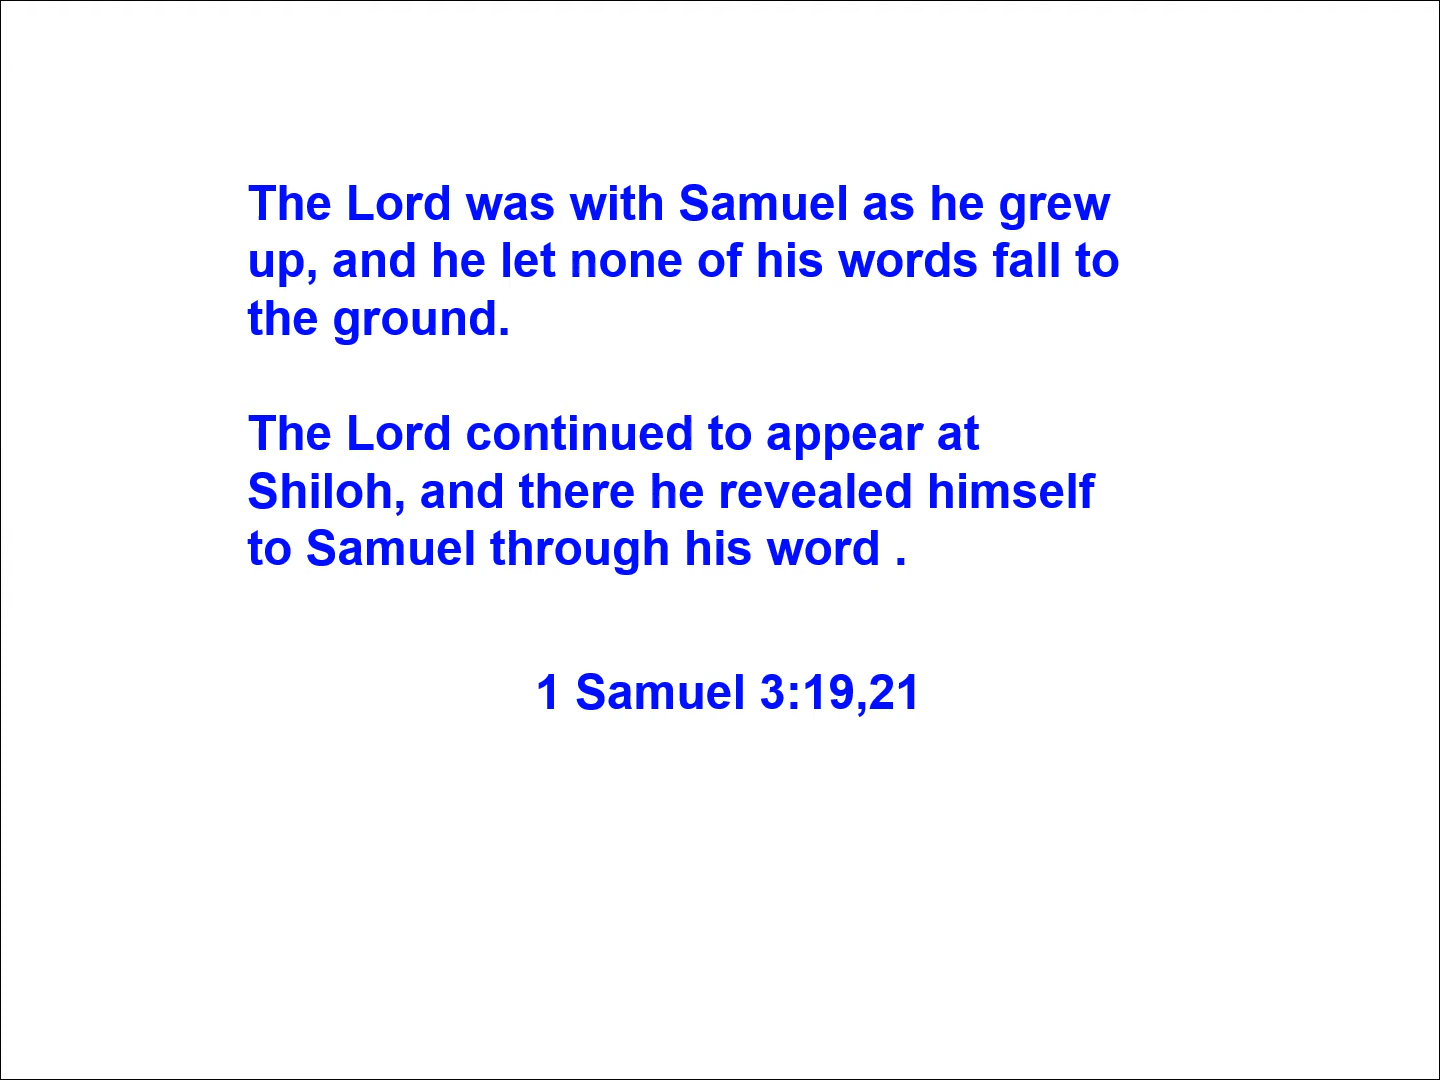 The Lord was with Samuel as he grew
up, and he let none of his words fall to
the ground.
The Lord continued to appear at
Shiloh, and there he revealed himself
to Samuel through his word .
1 Samuel 3:19,21